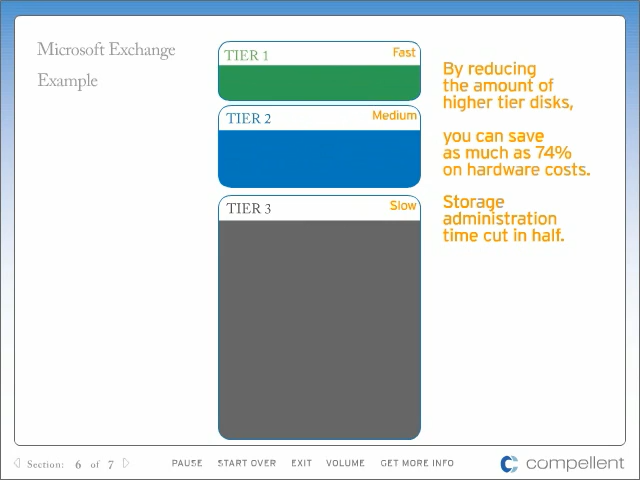 Microsoft Exchange
Example
TIER 1
Fast
TIER 2
Medium
TIER 3
Slow
By reducing
the amount of
higher tier disks,
you can save
as much as 74%
on hardware costs.
Storage
administration
time cut in half.
Section: 6 of 7
PAUSE START OVER EXIT VOLUME GET MORE INFO
compellent